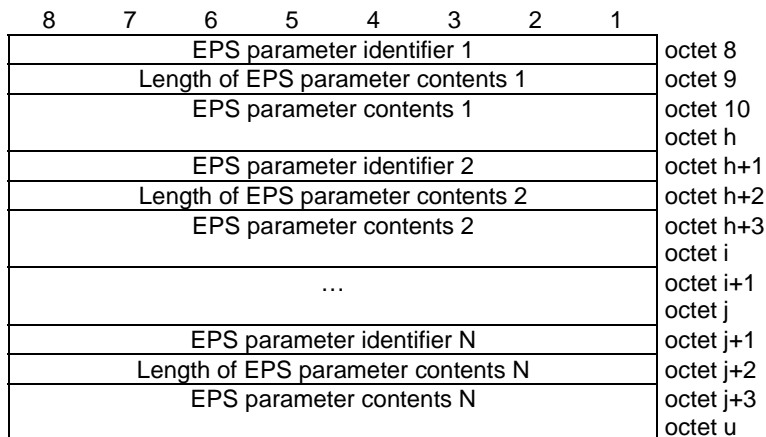 8 7 6 5 4 3 2 1
EPS parameter identifier 1 octet 8
Length of EPS parameter contents 1 octet 9
EPS parameter contents 1 octet 10
octet h
EPS parameter identifier 2 octet h+1
Length of EPS parameter contents 2 octet h+2
EPS parameter contents 2 octet h+3
octet i
… octet i+1
octet j
EPS parameter identifier N octet j+1
Length of EPS parameter contents N octet j+2
EPS parameter contents N octet j+3
octet u